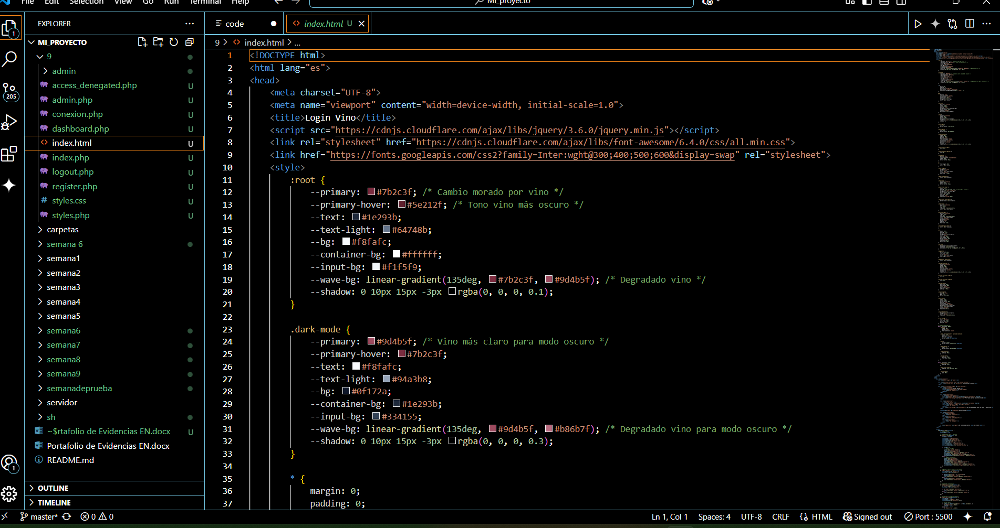 File Edit Selection View Go Run Terminal Help
Mi_proyecto
EXPLORER
code
index.html U
1
MI_PROYECTO
9 > index.html > ...
9
admin
access_denegated.php U
admin.php U
conexion.php U
dashboard.php U
index.html U
index.php U
logout.php U
register.php U
styles.css U
styles.php U
carpetas
semana 6
semana1
semana2
semana3
semana4
semana5
semana6
semana7
semana8
semana9
semanadeprueba
servidor
sh
~$rtafolio de Evidencias EN.docx U
Portafolio de Evidencias EN.docx
README.md
OUTLINE
TIMELINE
205
1
1 <!DOCTYPE html>
2 <html lang="es">
3 <head>
4 <meta charset="UTF-8">
5 <meta name="viewport" content="width=device-width, initial-scale=1.0">
6 <title>Login Vino</title>
7 <script src="https://cdnjs.cloudflare.com/ajax/libs/jquery/3.6.0/jquery.min.js"></script>
8 <link rel="stylesheet" href="https://cdnjs.cloudflare.com/ajax/libs/font-awesome/6.4.0/css/all.min.css">
9 <link href="https://fonts.googleapis.com/css2?family=Inter:wght@300;400;500;600&display=swap" rel="stylesheet">
10 <style>
11 :root {
12 --primary: #7b2c3f; /* Cambio morado por vino */
13 --primary-hover: #5e212f; /* Tono vino más oscuro */
14 --text: #1e293b;
15 --text-light: #64748b;
16 --bg: #f8fafc;
17 --container-bg: #ffffff;
18 --input-bg: #f1f5f9;
19 --wave-bg: linear-gradient(135deg, #7b2c3f, #9d4b5f); /* Degradado vino */
20 --shadow: 0 10px 15px -3px rgba(0, 0, 0, 0.1);
21 }
22
23 .dark-mode {
24 --primary: #9d4b5f; /* Vino más claro para modo oscuro */
25 --primary-hover: #7b2c3f;
26 --text: #f8fafc;
27 --text-light: #94a3b8;
28 --bg: #0f172a;
29 --container-bg: #1e293b;
30 --input-bg: #334155;
31 --wave-bg: linear-gradient(135deg, #9d4b5f, #b86b7f); /* Degradado vino para modo oscuro */
32 --shadow: 0 10px 15px -3px rgba(0, 0, 0, 0.3);
33 }
34
35 * {
36 margin: 0;
37 padding: 0;
master* 0 0
Ln 1, Col 1 Spaces: 4 UTF-8 CRLF {} HTML Signed out Port : 5500